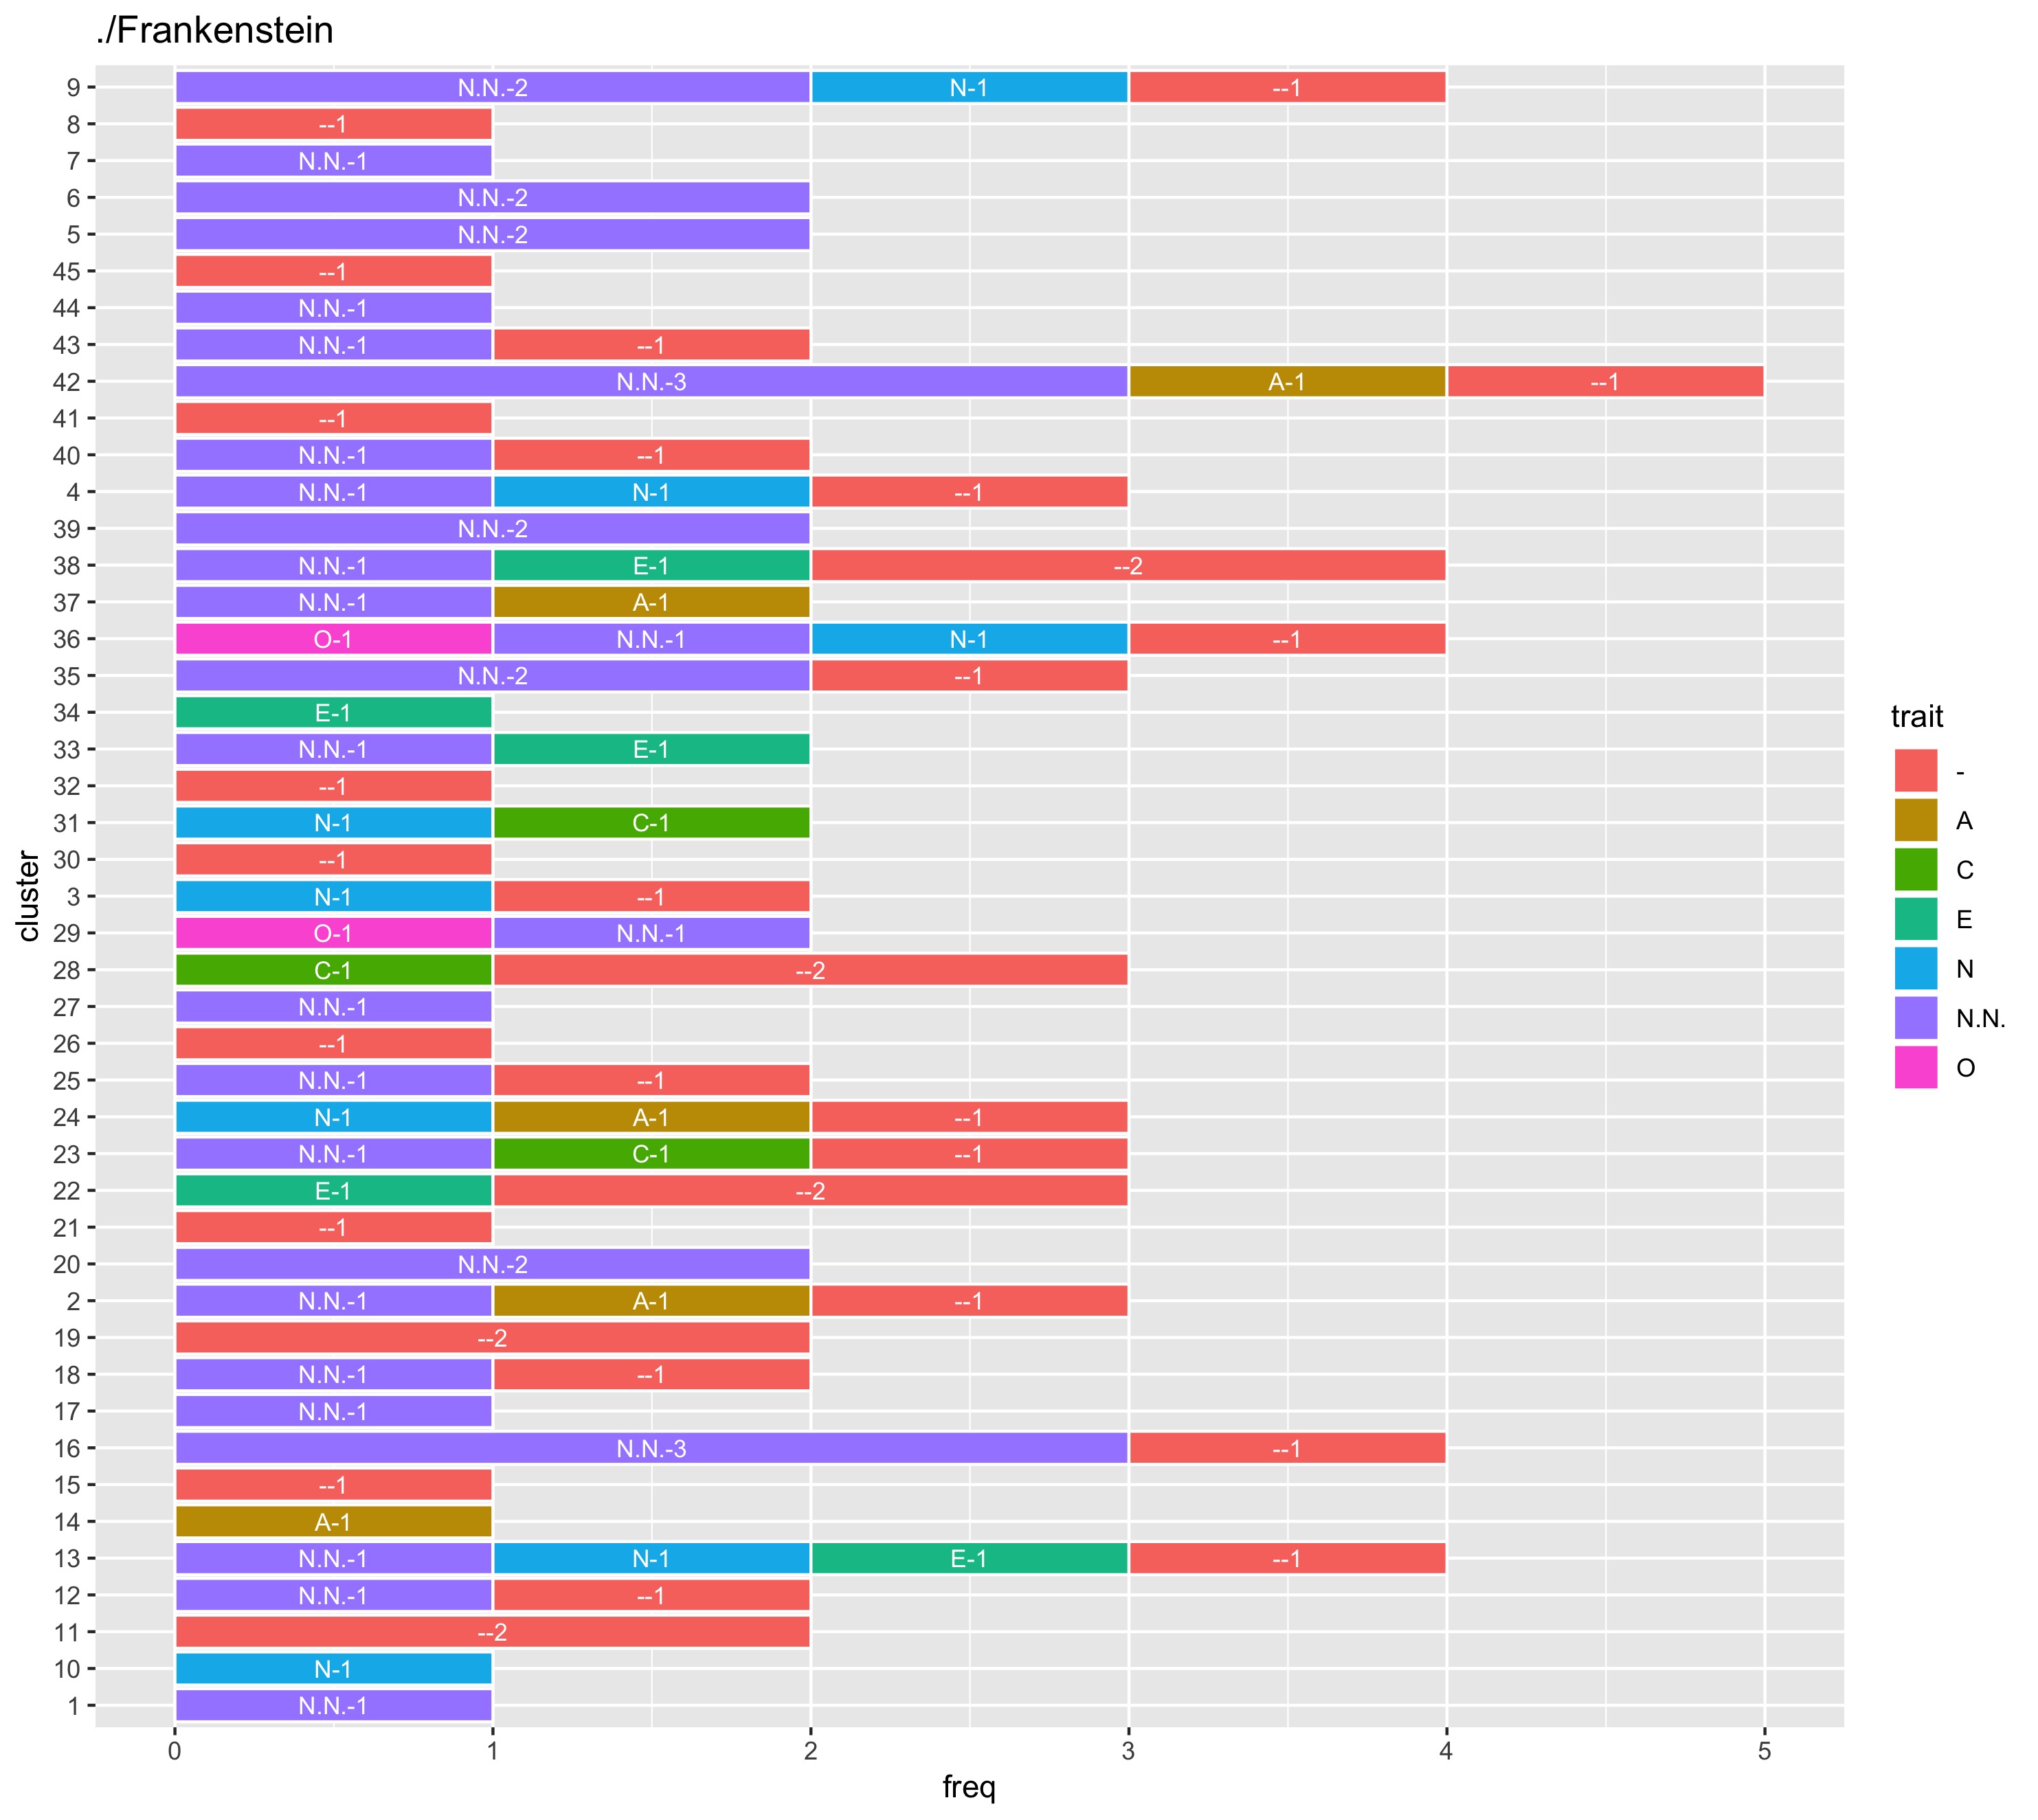 ./Frankenstein
9 N.N.-2 N-1 --1
8 --1
7 N.N.-1
6 N.N.-2
5 N.N.-2
45 --1
44 N.N.-1
43 N.N.-1 --1
42 N.N.-3 A-1 --1
41 --1
40 N.N.-1 --1
4 N.N.-1 N-1 --1
39 N.N.-2
38 N.N.-1 E-1 --2
37 N.N.-1 A-1
36 O-1 N.N.-1 N-1 --1
35 N.N.-2 --1
34 E-1
33 N.N.-1 E-1
32 --1
31 N-1 C-1
30 --1
3 N-1 --1
29 O-1 N.N.-1
28 C-1 --2
27 N.N.-1
26 --1
25 N.N.-1 --1
24 N-1 A-1 --1
23 N.N.-1 C-1 --1
22 E-1 --2
21 --1
20 N.N.-2
2 N.N.-1 A-1 --1
19 --2
18 N.N.-1 --1
17 N.N.-1
16 N.N.-3 --1
15 --1
14 A-1
13 N.N.-1 N-1 E-1 --1
12 N.N.-1 --1
11 --2
10 N-1
1 N.N.-1
0 1 2 3 4 5
freq
cluster
trait
-
A
C
E
N
N.N.
O